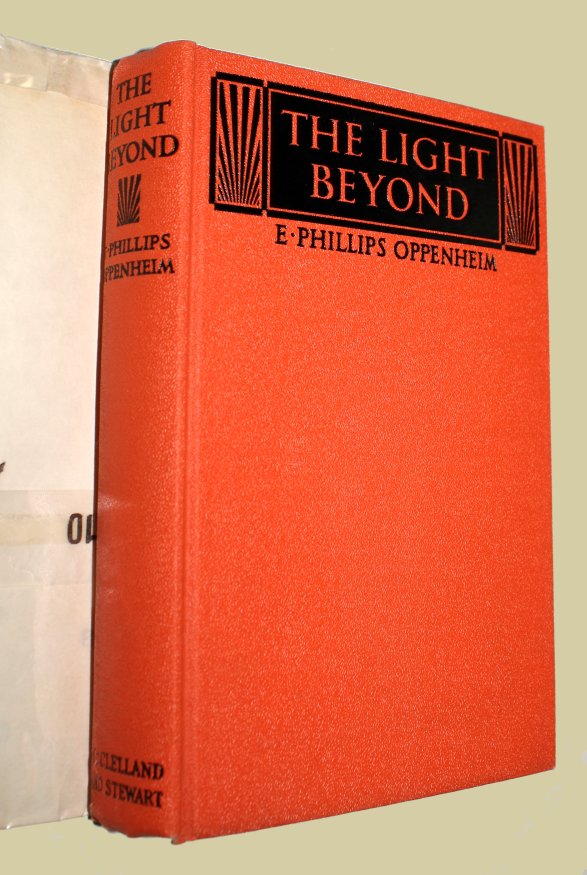 THE
LIGHT
BEYOND
E·PHILLIPS
OPPENHEIM
McCLELLAND
AND STEWART
THE LIGHT
BEYOND
E·PHILLIPS OPPENHEIM